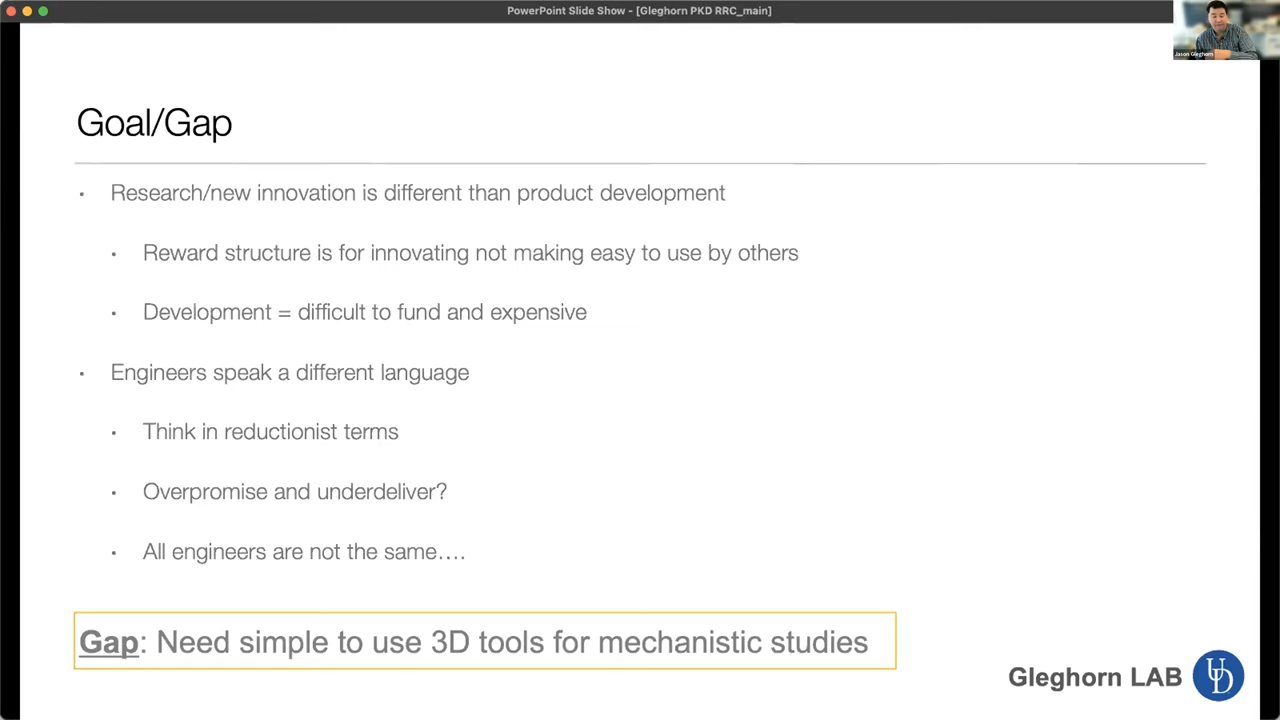 PowerPoint Slide Show - [Gleghorn PKD RRC_main]
Jason Gleghorn
Goal/Gap
Research/new innovation is different than product development
Reward structure is for innovating not making easy to use by others
Development = difficult to fund and expensive
Engineers speak a different language
Think in reductionist terms
Overpromise and underdeliver?
All engineers are not the same….
Gap: Need simple to use 3D tools for mechanistic studies
Gleghorn LAB
UD